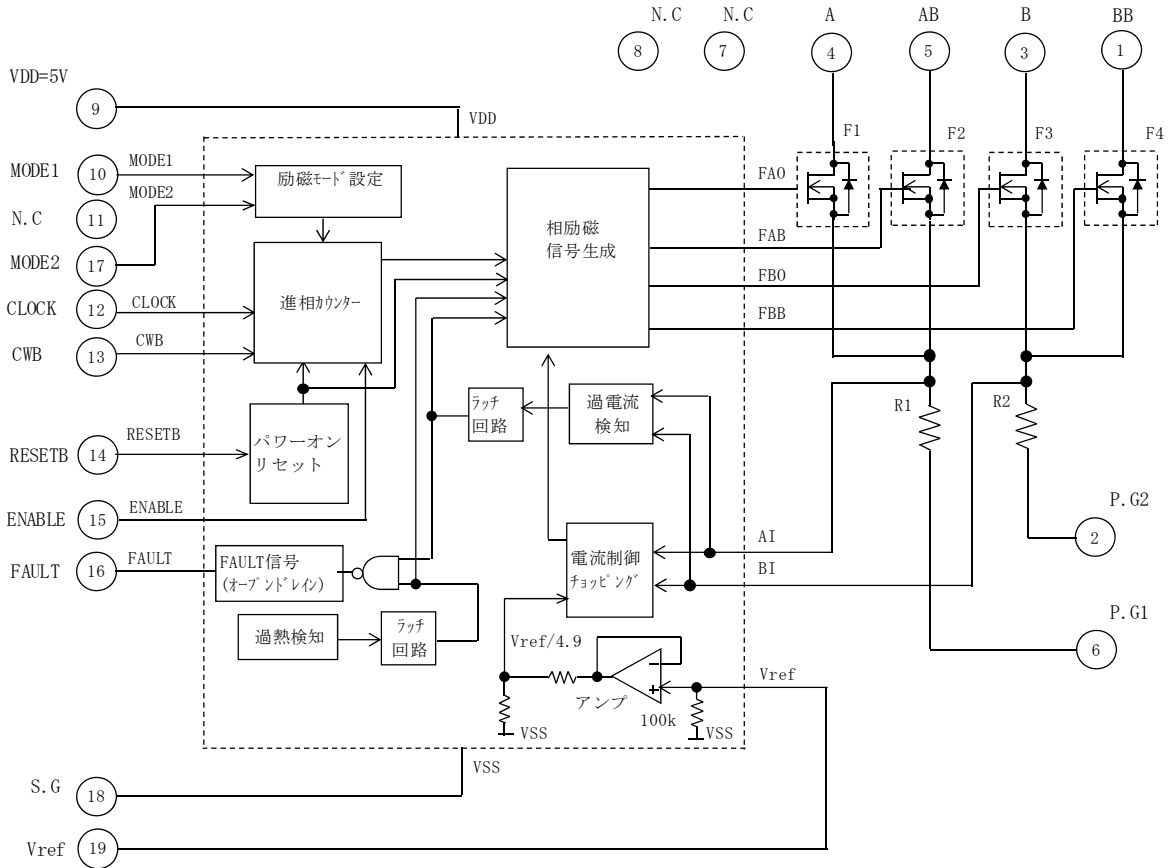 N.C
N.C
A
AB
B
BB
8
7
4
5
3
1
VDD=5V
9
VDD
F1
F2
F3
F4
MODE1
10
MODE1
励磁モード設定
MODE2
N.C
11
MODE2
17
FAO
相励磁
信号生成
FAB
FBO
FBB
CLOCK
12
CLOCK
進相カウンター
CWB
13
CWB
ラッチ
回路
過電流
検知
R1
R2
RESETB
14
RESETB
パワーオン
リセット
P.G2
2
ENABLE
15
ENABLE
FAULT
16
FAULT
FAULT信号
(オープンドレイン)
電流制御
チョッピング
AI
BI
P.G1
6
過熱検知
ラッチ
回路
Vref/4.9
Vref
アンプ
100k
VSS
VSS
VSS
S.G
18
Vref
19